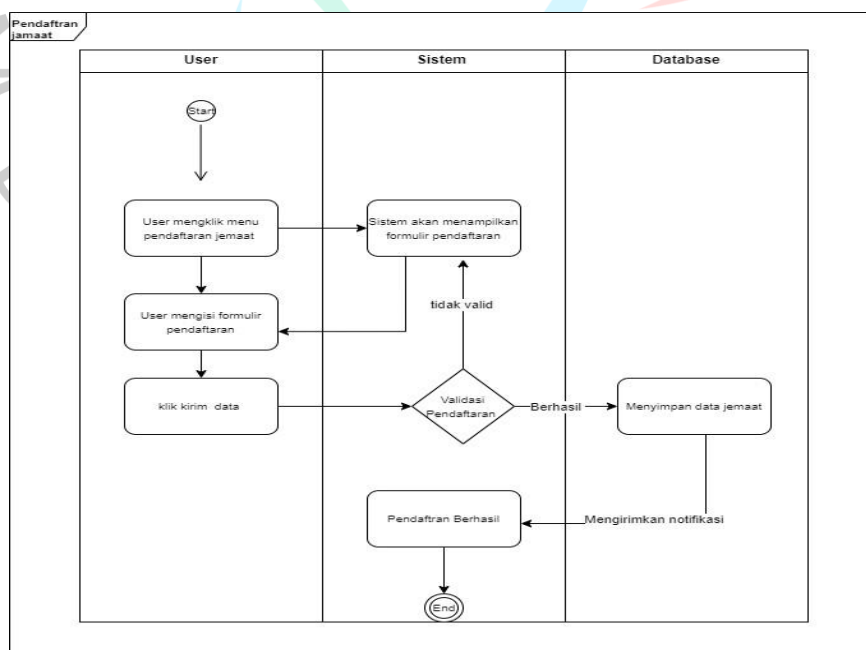 Pendaftran
jamaat
User
Sistem
Database
Start
User mengklik menu
pendaftaran jemaat
Sistem akan menampilkan
formulir pendaftaran
tidak valid
User mengisi formulir
pendaftaran
klik kirim data
Validasi
Pendaftaran
Berhasil
Menyimpan data jemaat
Pendaftran Berhasil
Mengirimkan notifikasi
End